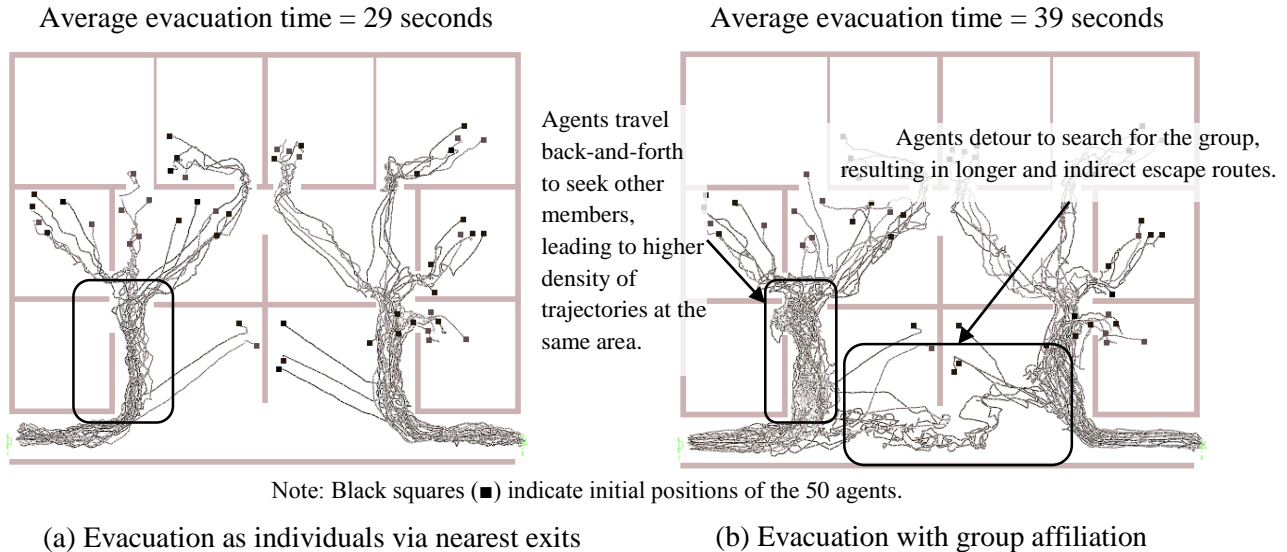 Average evacuation time = 29 seconds
Average evacuation time = 39 seconds
Agents travel
back-and-forth
to seek other
members,
leading to higher
density of
trajectories at the
same area.
Agents detour to search for the group,
resulting in longer and indirect escape routes.
Note: Black squares (■) indicate initial positions of the 50 agents.
(a) Evacuation as individuals via nearest exits
(b) Evacuation with group affiliation